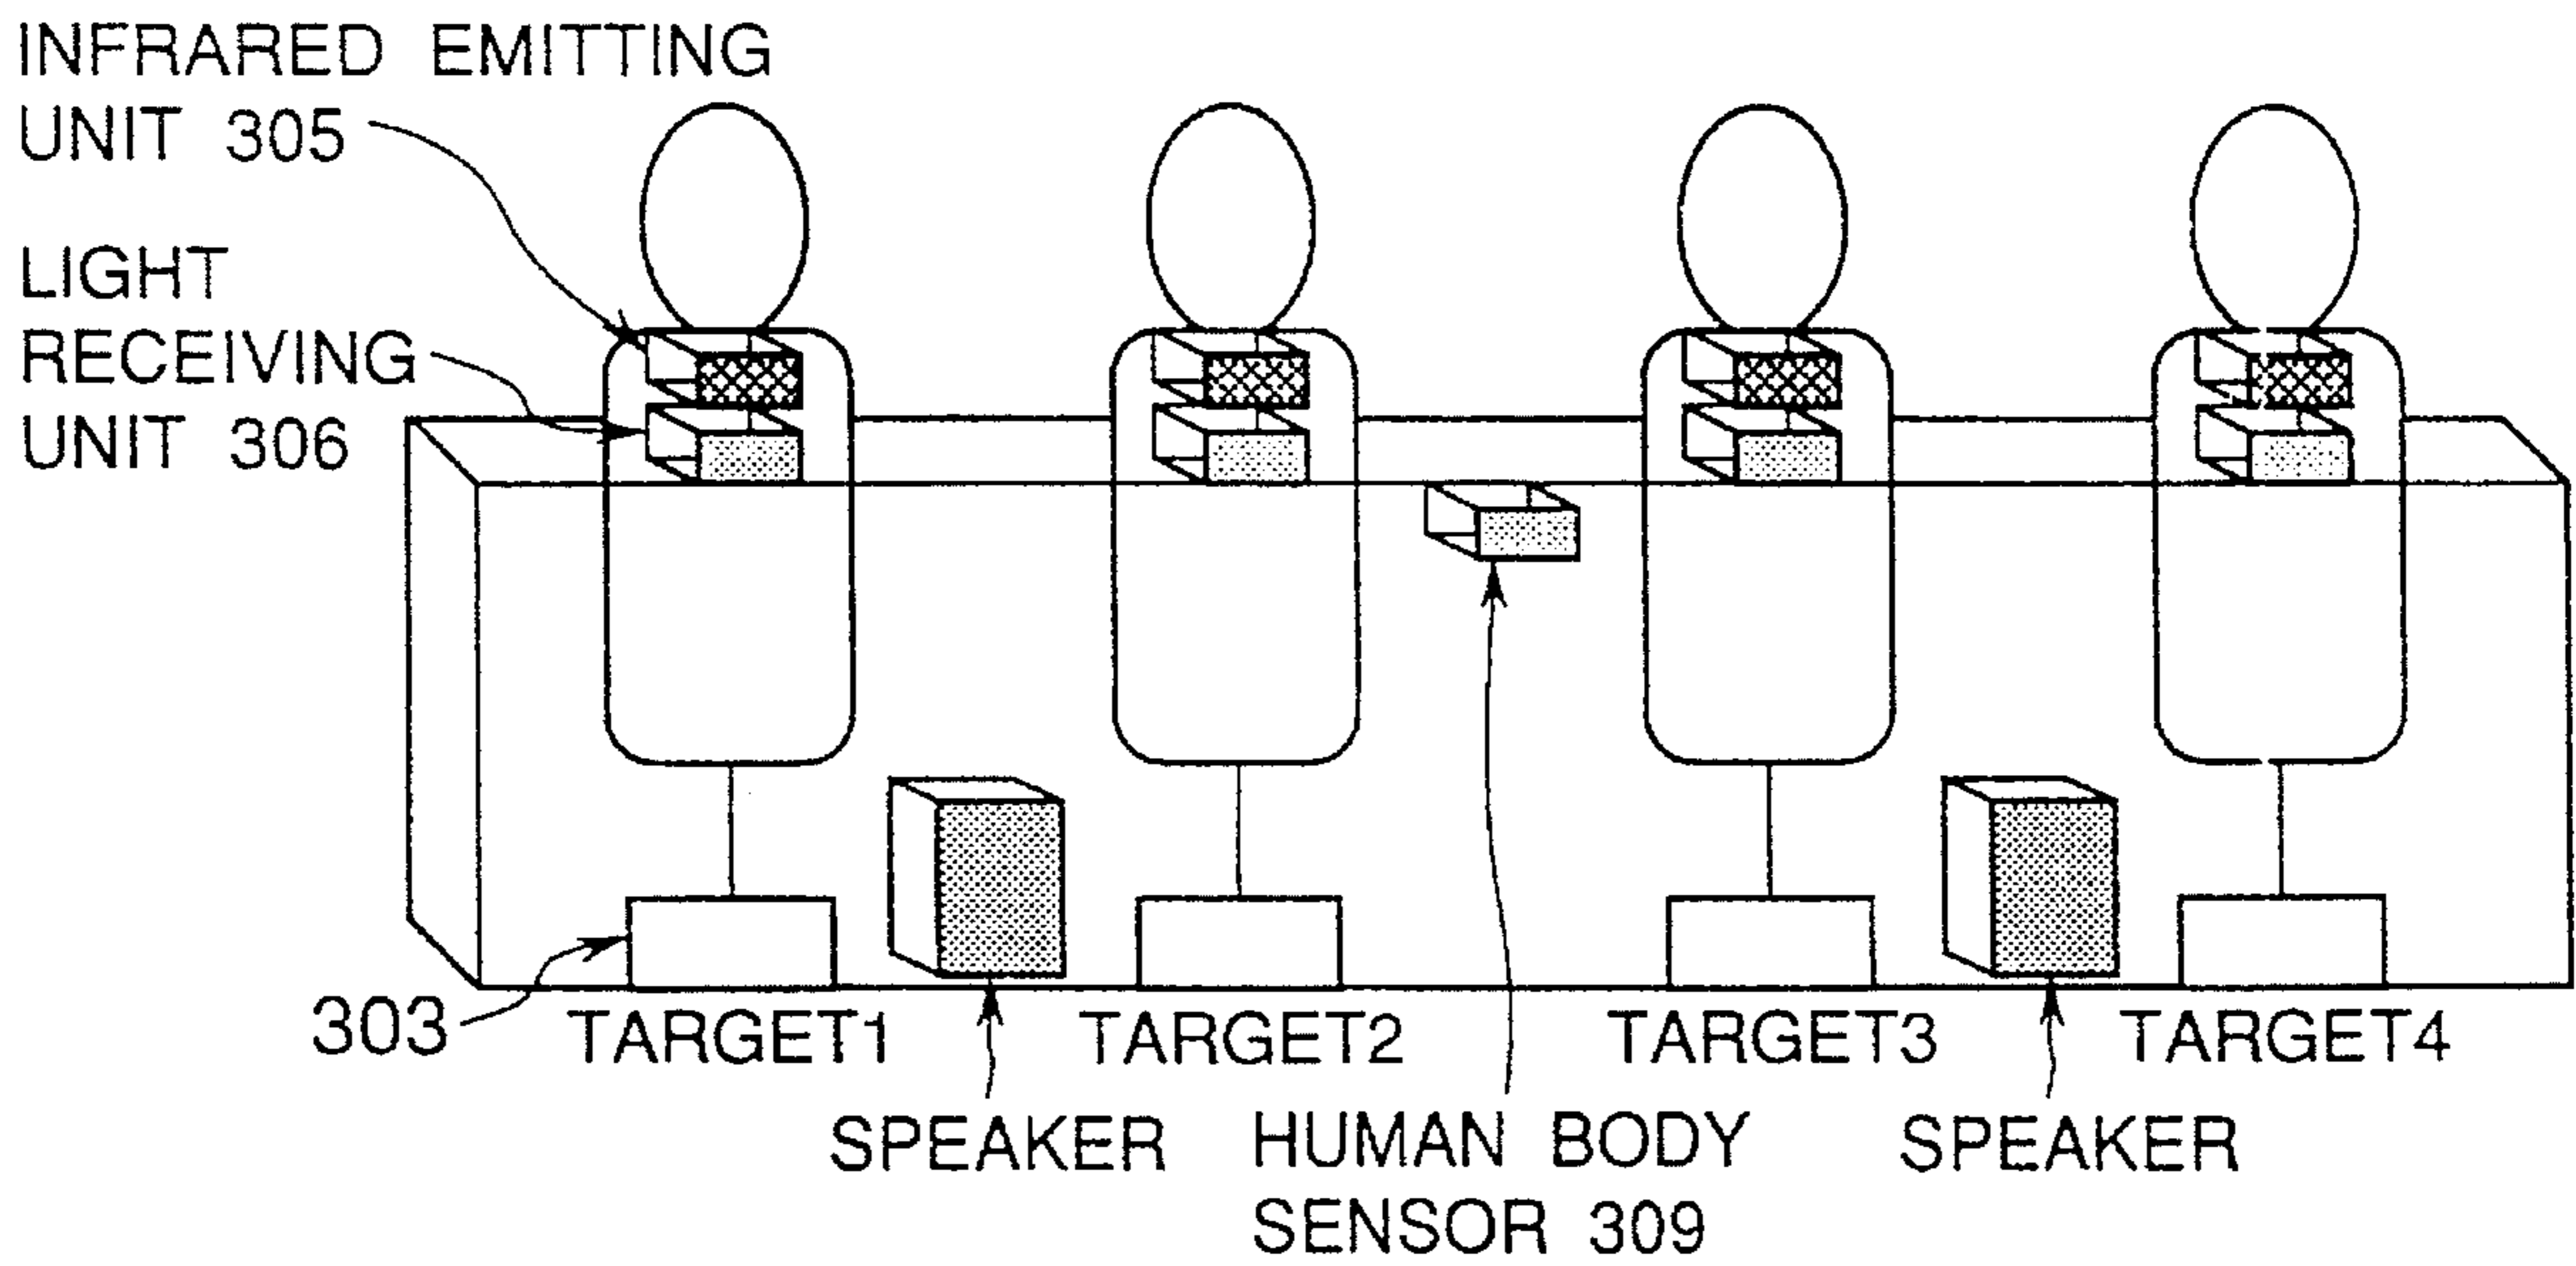 INFRARED EMITTING
UNIT 305
LIGHT
RECEIVING
UNIT 306
303
TARGET1
TARGET2
TARGET3
TARGET4
SPEAKER
HUMAN BODY
SENSOR 309
SPEAKER